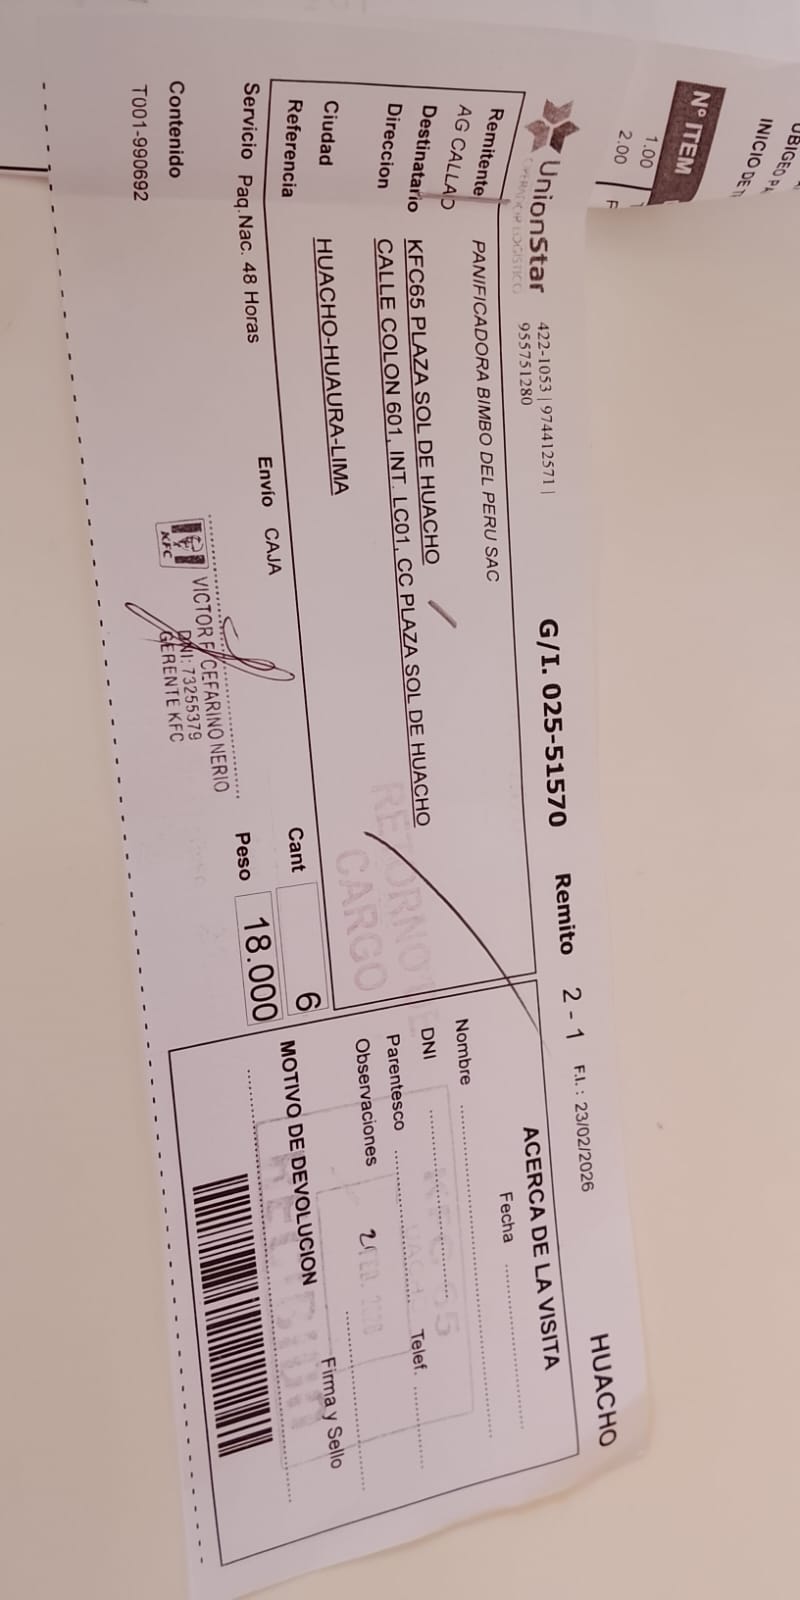 UBIGEO P
INICIO DE
N° ITEM
1.00
2.00
UnionStar
OPERADOR LOGISTICO
422-1053 | 974412571 |
955751280
G/I. 025-51570 Remito 2 - 1 F.I. : 23/02/2026 HUACHO
Remitente PANIFICADORA BIMBO DEL PERU SAC
AG CALLAO
Destinatario KFC65 PLAZA SOL DE HUACHO
Direccion CALLE COLON 601, INT. LC01, CC PLAZA SOL DE HUACHO
Ciudad HUACHO-HUAURA-LIMA
Referencia
Servicio Paq.Nac. 48 Horas Envío CAJA
Cant 6
Peso 18.000
Contenido
T001-990692
RETORNO
CARGO
KFC
VICTOR F. CEFARINO NERIO
DNI: 73255379
GERENTE KFC
ACERCA DE LA VISITA
Fecha
Nombre
DNI
Parentesco Telef.
Observaciones
Firma y Sello
MOTIVO DE DEVOLUCION